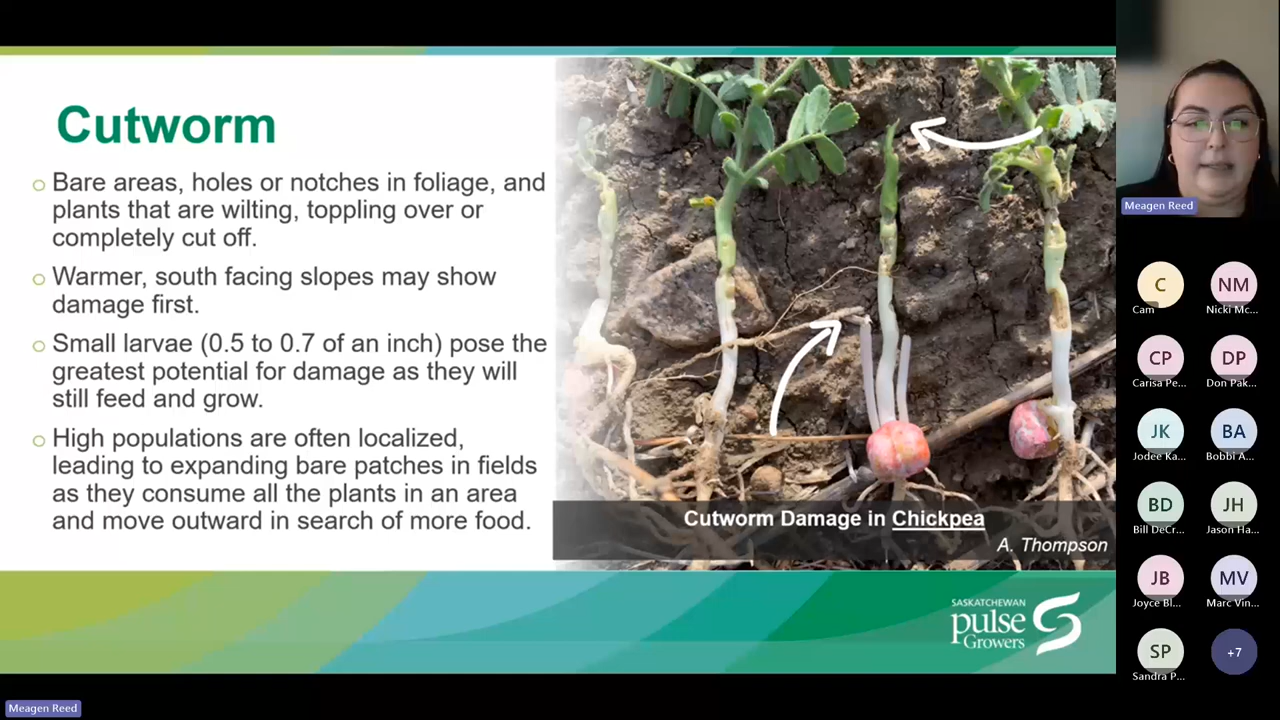 Cutworm
Bare areas, holes or notches in foliage, and
plants that are wilting, toppling over or
completely cut off.
Warmer, south facing slopes may show
damage first.
Small larvae (0.5 to 0.7 of an inch) pose the
greatest potential for damage as they will
still feed and grow.
High populations are often localized,
leading to expanding bare patches in fields
as they consume all the plants in an area
and move outward in search of more food.
Cutworm Damage in Chickpea
A. Thompson
SASKATCHEWAN
pulse
Growers
Meagen Reed
C
Cam
NM
Nicki Mc...
CP
Carisa Pe...
DP
Don Pak...
JK
Jodee Ka...
BA
Bobbi A...
BD
Bill DeCr...
JH
Jason Ha...
JB
Joyce Bl...
MV
Marc Vin...
SP
Sandra P...
+7
Meagen Reed